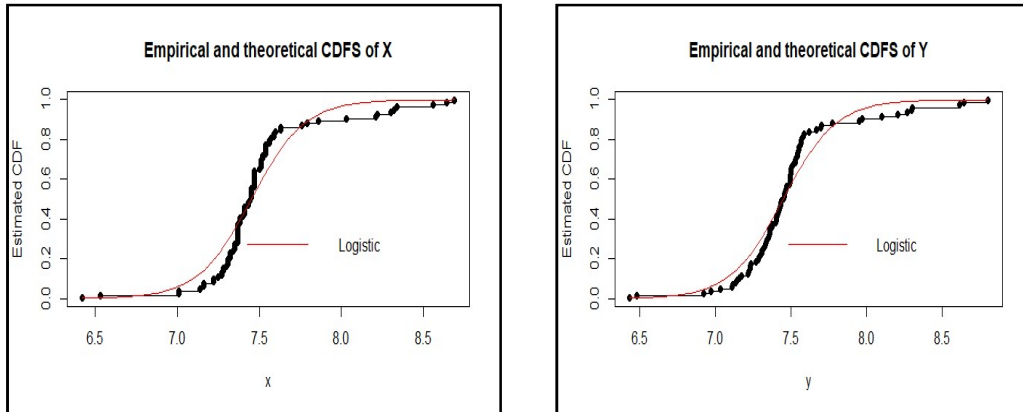 Empirical and theoretical CDFS of X
Estimated CDF
1.0
0.8
0.6
0.4
0.2
0.0
Logistic
6.5 7.0 7.5 8.0 8.5
x
Empirical and theoretical CDFS of Y
Estimated CDF
1.0
0.8
0.6
0.4
0.2
0.0
Logistic
6.5 7.0 7.5 8.0 8.5
y